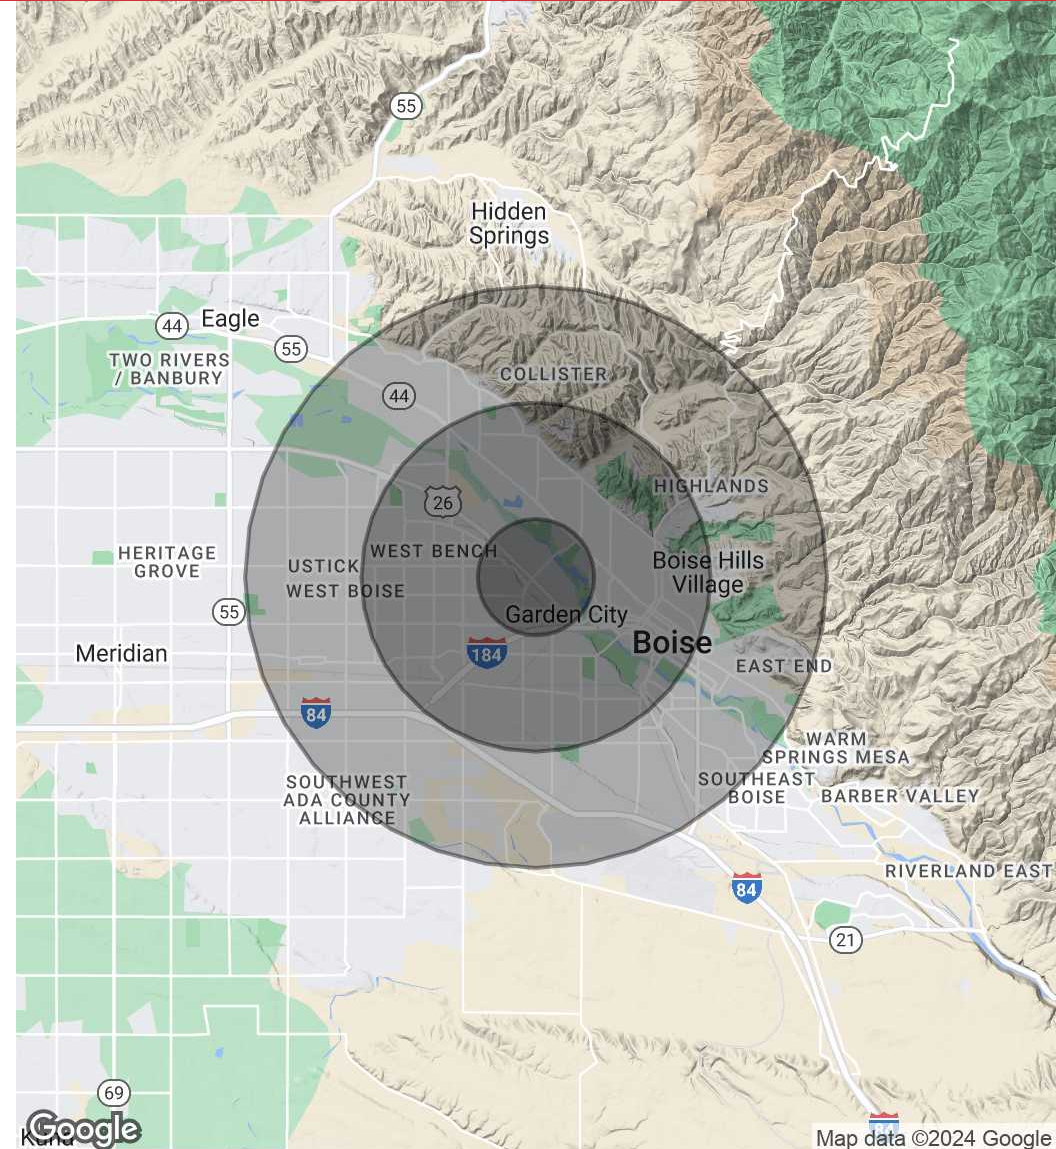 55
Hidden
Springs
44
Eagle
55
TWO RIVERS
/ BANBURY
COLLISTER
44
HIGHLANDS
26
WEST BENCH
HERITAGE
GROVE
USTICK
Boise Hills
Village
WEST BOISE
55
Garden City
Boise
Meridian
184
EAST END
84
WARM
SPRINGS MESA
SOUTHWEST
ADA COUNTY
ALLIANCE
SOUTHEAST
BOISE
BARBER VALLEY
RIVERLAND EAST
84
21
69
Google
Kuna
84
Map data ©2024 Google